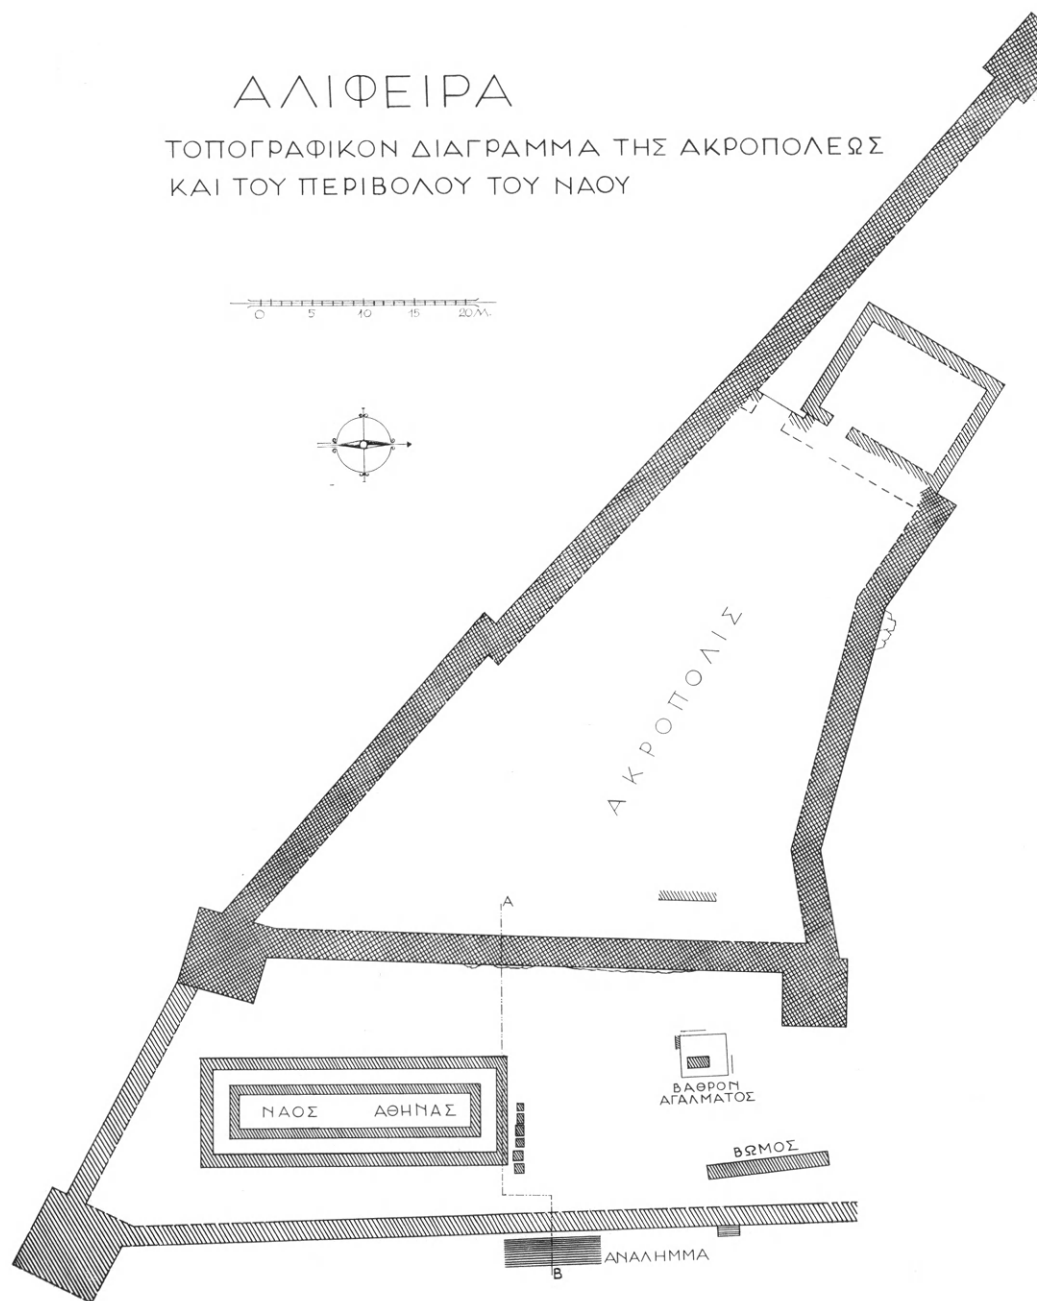 ΑΛΙΦΕΙΡΑ
ΤΟΠΟΓΡΑΦΙΚΟΝ ΔΙΑΓΡΑΜΜΑ ΤΗΣ ΑΚΡΟΠΟΛΕΩΣ
ΚΑΙ ΤΟΥ ΠΕΡΙΒΟΛΟΥ ΤΟΥ ΝΑΟΥ
0 5 10 15 20 Μ.
ΑΚΡΟΠΟΛΙΣ
Α
ΒΑΘΡΟΝ
ΑΓΑΛΜΑΤΟΣ
ΝΑΟΣ ΑΘΗΝΑΣ
ΒΩΜΟΣ
ΑΝΑΛΗΜΜΑ
Β